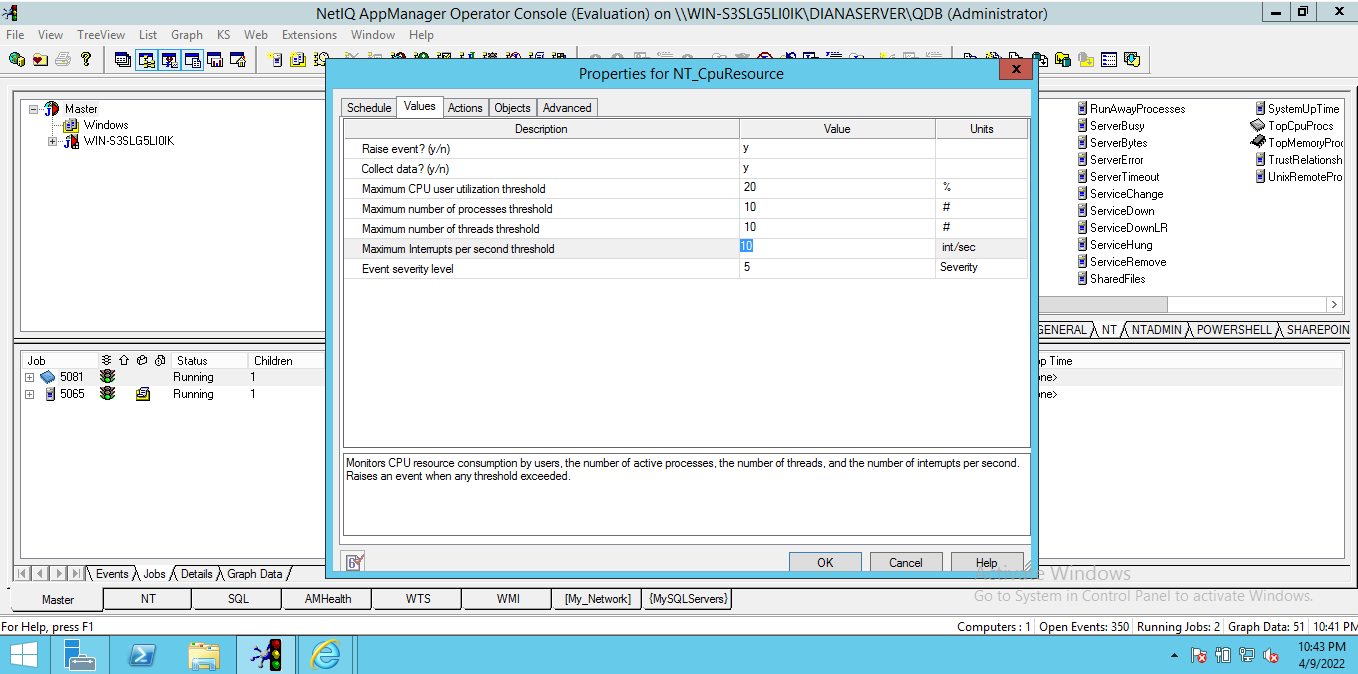 NetIQ AppManager Operator Console (Evaluation) on \\WIN-S3SLG5LI0IK\DIANASERVER\QDB (Administrator)
File View TreeView List Graph KS Web Extensions Window Help
Properties for NT_CpuResource
Master
Windows
WIN-S3SLG5LI0IK
Schedule Values Actions Objects Advanced
Description Value Units
Raise event? (y/n) y
Collect data? (y/n) y
Maximum CPU user utilization threshold 20 %
Maximum number of processes threshold 10 #
Maximum number of threads threshold 10 #
Maximum Interrupts per second threshold 10 int/sec
Event severity level 5 Severity
Monitors CPU resource consumption by users, the number of active processes, the number of threads, and the number of interrupts per second.
Raises an event when any threshold exceeded.
OK Cancel Help
RunAwayProcesses
ServerBusy
ServerBytes
ServerError
ServerTimeout
ServiceChange
ServiceDown
ServiceDownLR
ServiceHung
ServiceRemove
SharedFiles
SystemUpTime
TopCpuProcs
TopMemoryProc
TrustRelationsh
UnixRemotePro
GENERAL NT NTADMIN POWERSHELL SHAREPOIN
Job Status Children
5081 Running 1
5065 Running 1
op Time
one>
one>
Events Jobs Details Graph Data
Activate Windows
Go to System in Control Panel to activate Windows.
Master NT SQL AMHealth WTS WMI [My_Network] {MySQLServers}
For Help, press F1
Computers : 1 Open Events: 350 Running Jobs: 2 Graph Data: 51 10:41 PM
10:43 PM
4/9/2022